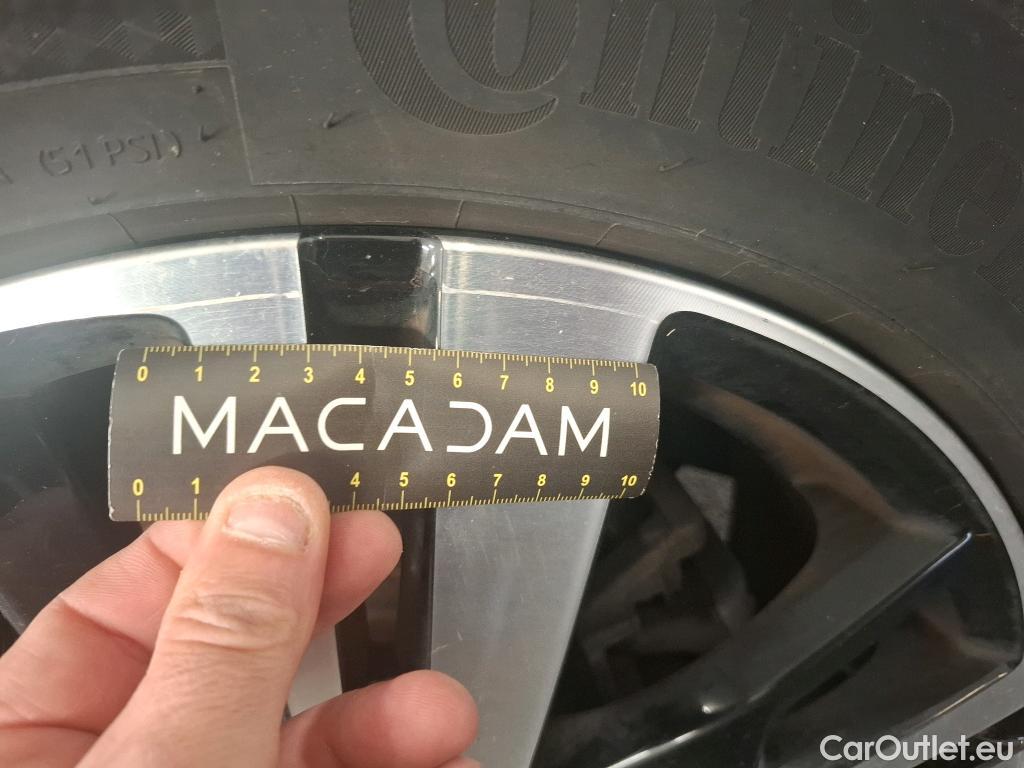 Continen
(51 PSI)
0 1 2 3 4 5 6 7 8 9 10
MACADAM
0 1 4 5 6 7 8 9 10
CarOutlet.eu